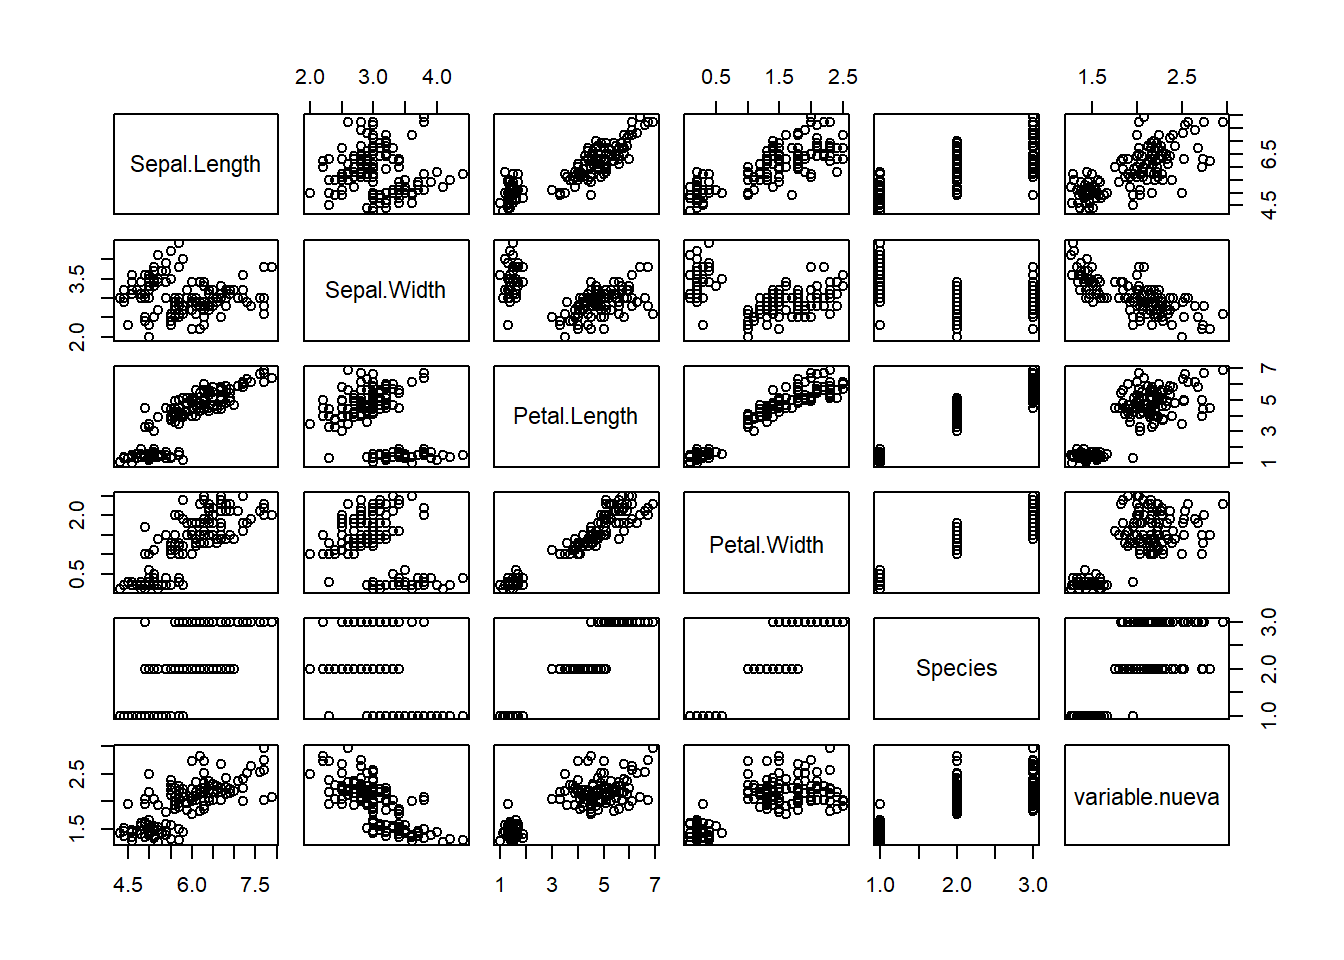 2.0 3.0 4.0 0.5 1.5 2.5 1.5 2.5
Sepal.Length 4.5 6.5
2.0 3.5 Sepal.Width
Petal.Length 1 3 5 7
0.5 2.0 Petal.Width
Species 1.0 2.0 3.0
1.5 2.5 variable.nueva
4.5 6.0 7.5 1 3 5 7 1.0 2.0 3.0